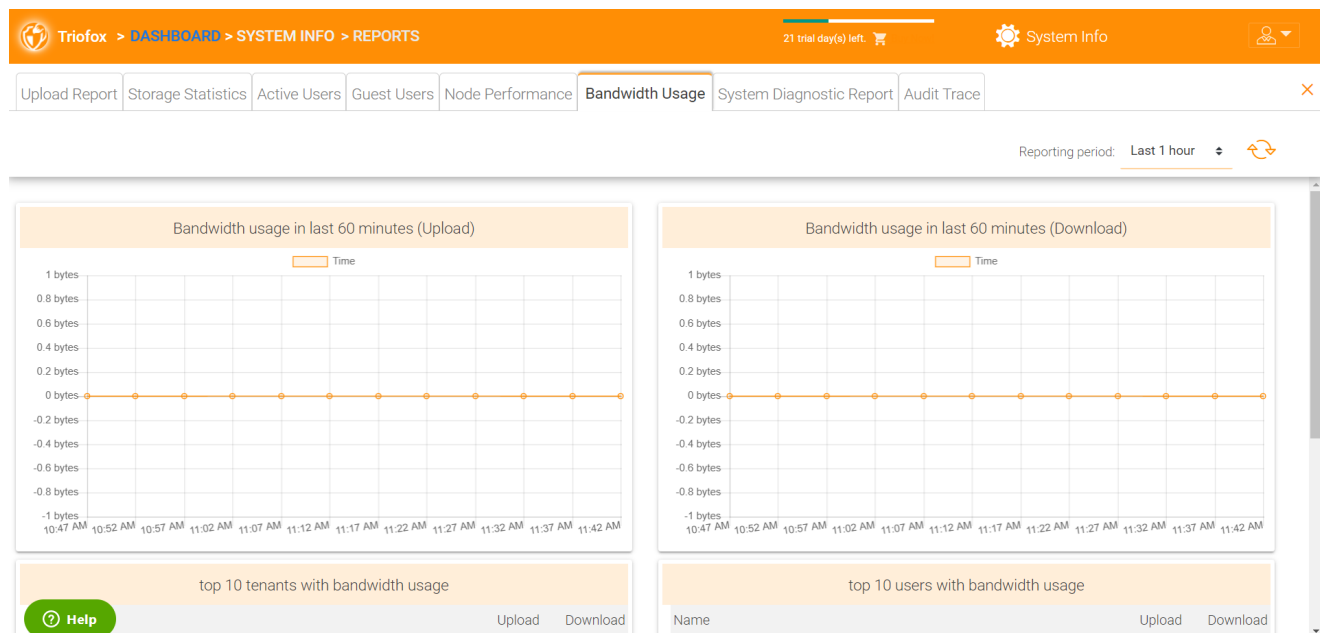 Triofox > DASHBOARD > SYSTEM INFO > REPORTS
21 trial day(s) left.
System Info
Upload Report Storage Statistics Active Users Guest Users Node Performance Bandwidth Usage System Diagnostic Report Audit Trace
Reporting period: Last 1 hour
Bandwidth usage in last 60 minutes (Upload)
Time
1 bytes
0.8 bytes
0.6 bytes
0.4 bytes
0.2 bytes
0 bytes
-0.2 bytes
-0.4 bytes
-0.6 bytes
-0.8 bytes
-1 bytes
10:47 AM 10:52 AM 10:57 AM 11:02 AM 11:07 AM 11:12 AM 11:17 AM 11:22 AM 11:27 AM 11:32 AM 11:37 AM 11:42 AM
Bandwidth usage in last 60 minutes (Download)
Time
1 bytes
0.8 bytes
0.6 bytes
0.4 bytes
0.2 bytes
0 bytes
-0.2 bytes
-0.4 bytes
-0.6 bytes
-0.8 bytes
-1 bytes
10:47 AM 10:52 AM 10:57 AM 11:02 AM 11:07 AM 11:12 AM 11:17 AM 11:22 AM 11:27 AM 11:32 AM 11:37 AM 11:42 AM
top 10 tenants with bandwidth usage
Upload Download
top 10 users with bandwidth usage
Name Upload Download
? Help